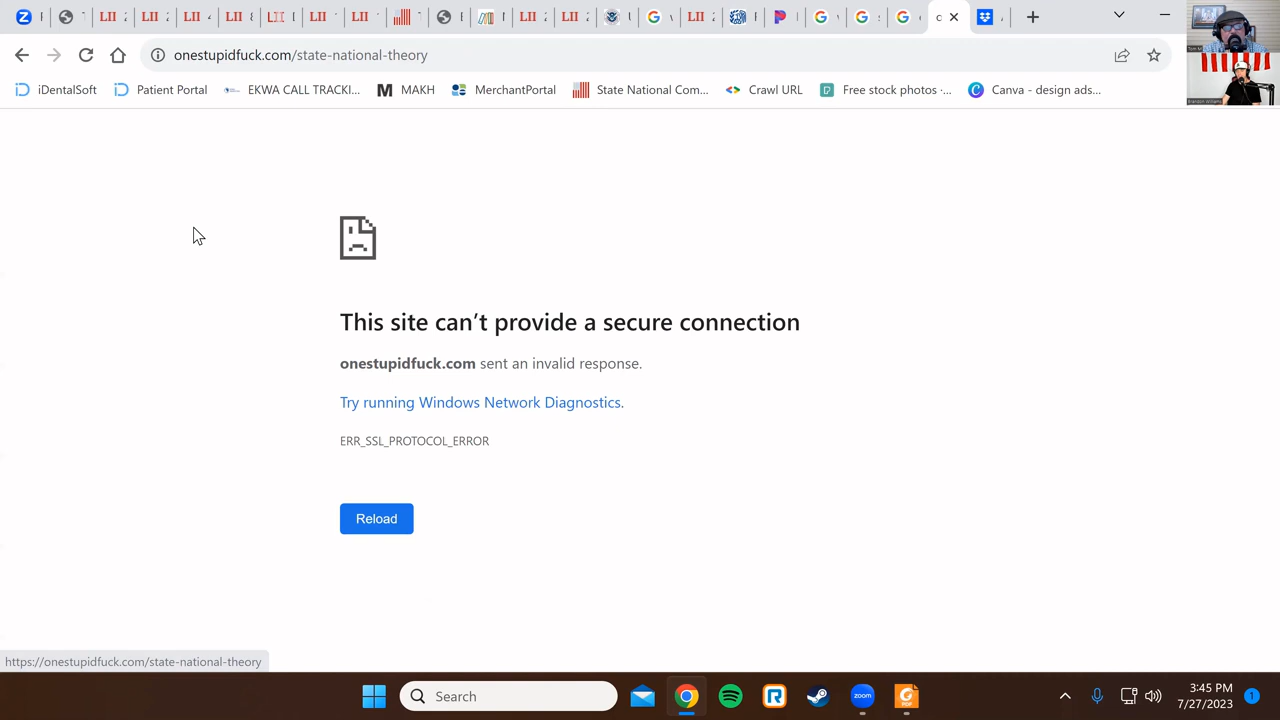 onestupidfuck.com/state-national-theory
iDentalSoft Patient Portal EKWA CALL TRACKI... MAKH MerchantPortal State National Com... Crawl URL Free stock photos ·... Canva - design ads...
This site can’t provide a secure connection
onestupidfuck.com sent an invalid response.
Try running Windows Network Diagnostics.
ERR_SSL_PROTOCOL_ERROR
Reload
https://onestupidfuck.com/state-national-theory
Search
zoom
3:45 PM
7/27/2023
1